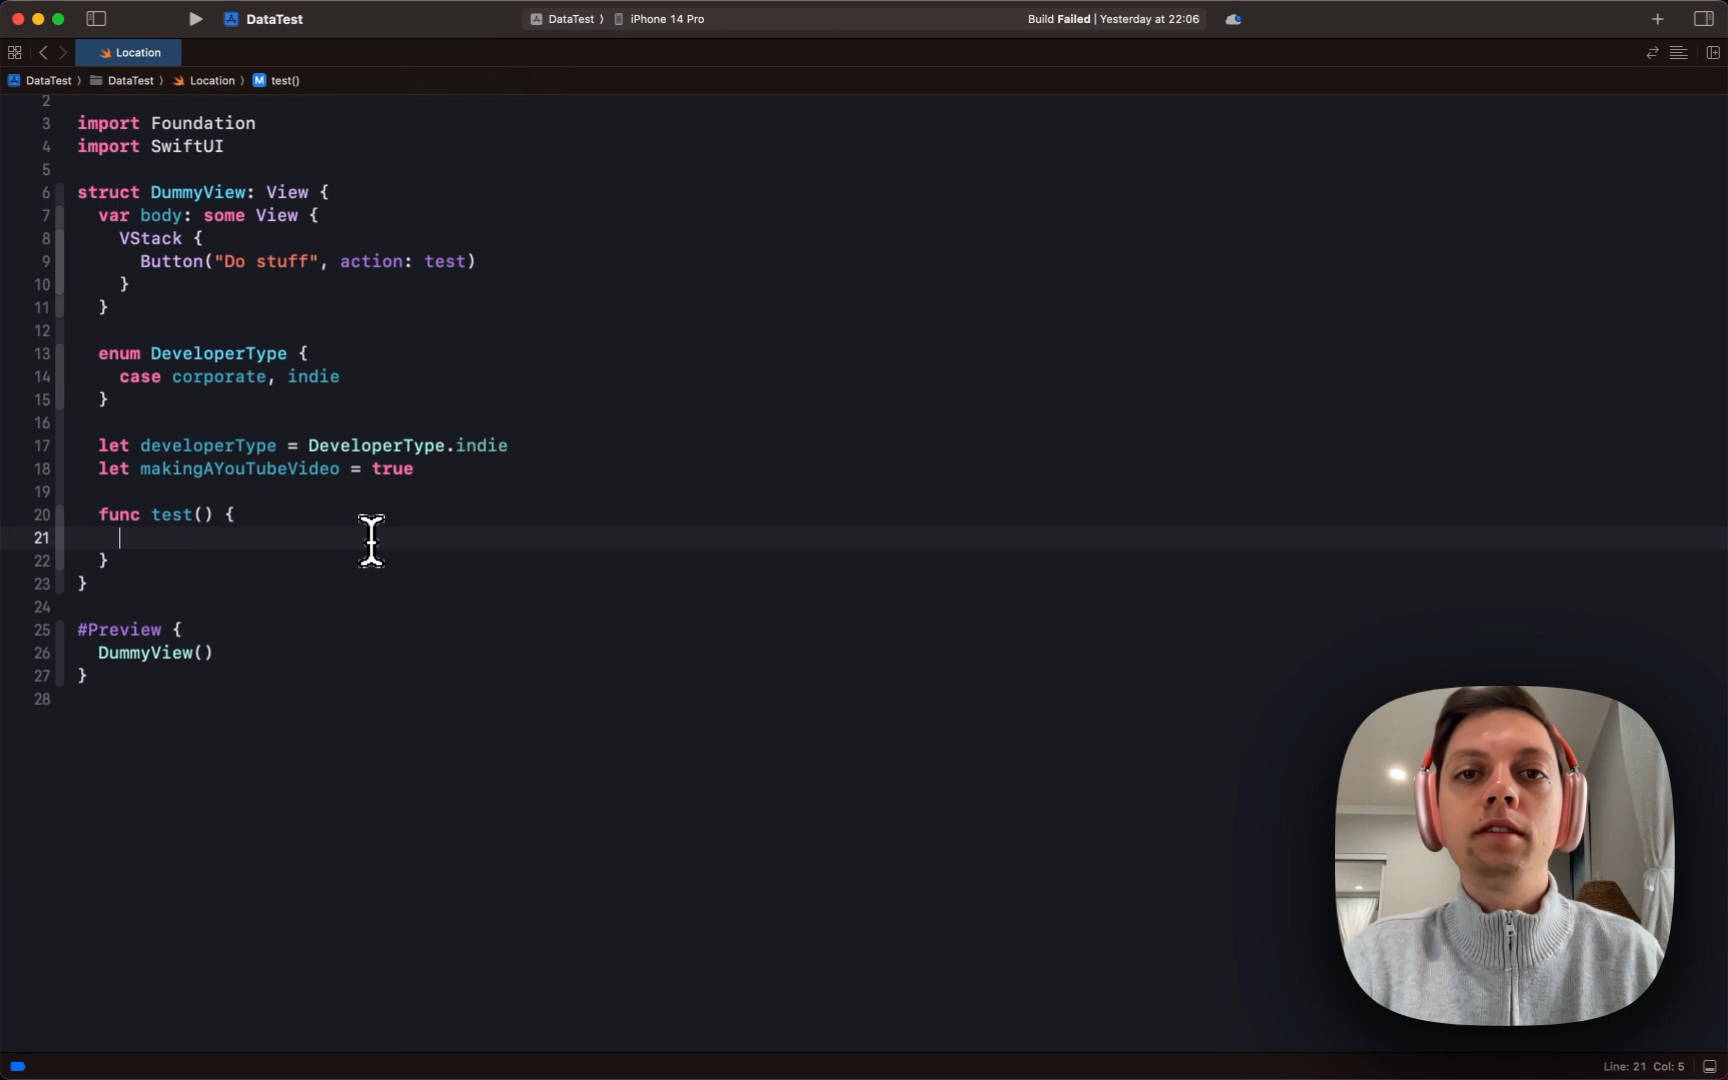 DataTest
DataTest 〉 iPhone 14 Pro
Build Failed | Yesterday at 22:06
Location
DataTest 〉 DataTest 〉 Location 〉 M test()
2
3 import Foundation
4 import SwiftUI
5
6 struct DummyView: View {
7 var body: some View {
8 VStack {
9 Button("Do stuff", action: test)
10 }
11 }
12
13 enum DeveloperType {
14 case corporate, indie
15 }
16
17 let developerType = DeveloperType.indie
18 let makingAYouTubeVideo = true
19
20 func test() {
21
22 }
23 }
24
25 #Preview {
26 DummyView()
27 }
28
Line: 21 Col: 5